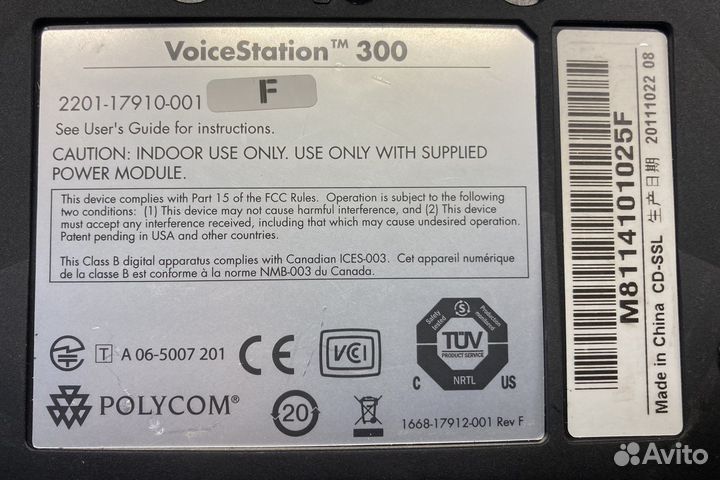 VoiceStation™ 300
2201-17910-001 F
See User's Guide for instructions.
CAUTION: INDOOR USE ONLY. USE ONLY WITH SUPPLIED
POWER MODULE.
This device complies with Part 15 of the FCC Rules. Operation is subject to the following
two conditions: (1) This device may not cause harmful interference, and (2) This device
must accept any interference received, including that which may cause undesired operation.
Patent pending in USA and other countries.
This Class B digital apparatus complies with Canadian ICES-003. Cet appareil numérique
de la classe B est conforme à la norme NMB-003 du Canada.
T A 06-5007 201
CE
VCI
Safety tested
S
Production monitored
TÜV
PRODUCT SERVICE
C NRTL US
POLYCOM®
20
1668-17912-001 Rev F
M8114101025F
Made in China CD-SSL 生产日期 20111022 08
Avito